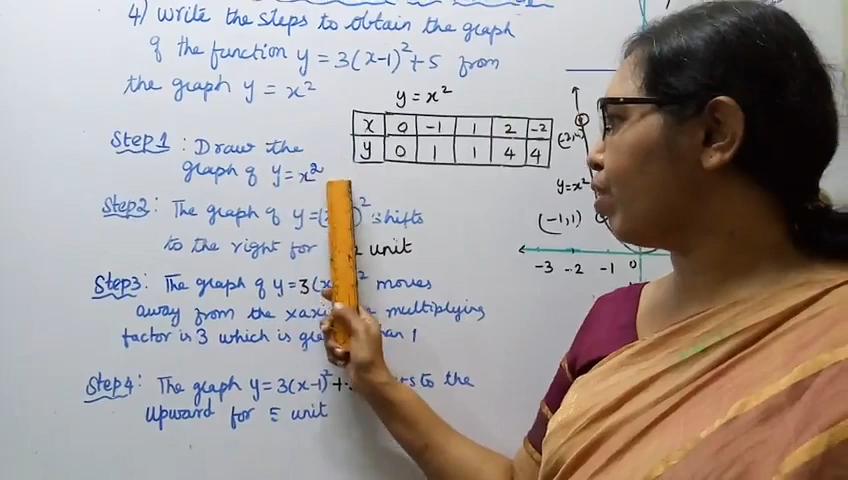 4) Write the steps to obtain the graph
of the function y = 3(x-1)² + 5 from
the graph y = x²
y = x²
x 0 -1 1 2 -2
y 0 1 1 4 4
Step1 : Draw the
graph of y = x²
Step2: The graph of y = ( )² shifts
to the right for unit
Step3: The graph of y = 3(x ² moves
away from the xaxis multiplying
factor is 3 which is than 1
Step4: The graph y = 3(x-1)² + to the
upward for 5 unit
y = x²
(-1,1)
-3 -2 -1 0